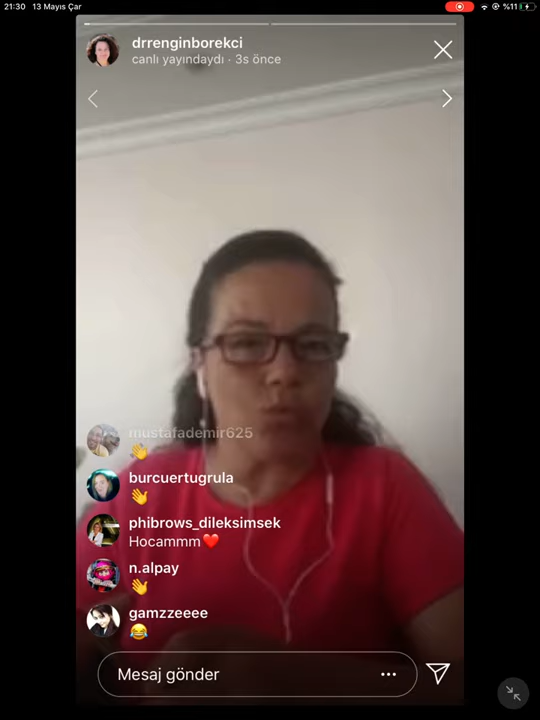 21:30 13 Mayıs Çar
%11
drrenginborekci
canlı yayındaydı · 3s önce
mustafademir625
👋
burcuertugrula
👋
phibrows_dileksimsek
Hocammm❤️
n.alpay
👋
gamzzeeee
😂
Mesaj gönder